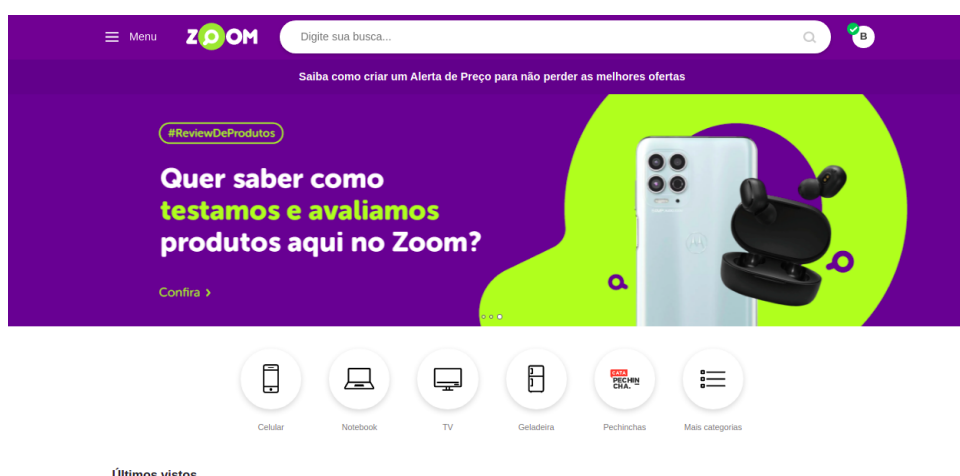 Menu
ZOOM
Digite sua busca...
B
Saiba como criar um Alerta de Preço para não perder as melhores ofertas
#ReviewDeProdutos
Quer saber como
testamos e avaliamos
produtos aqui no Zoom?
Confira >
CATA
PECHIN
CHA.
Celular
Notebook
TV
Geladeira
Pechinchas
Mais categorias
Últimos vistos